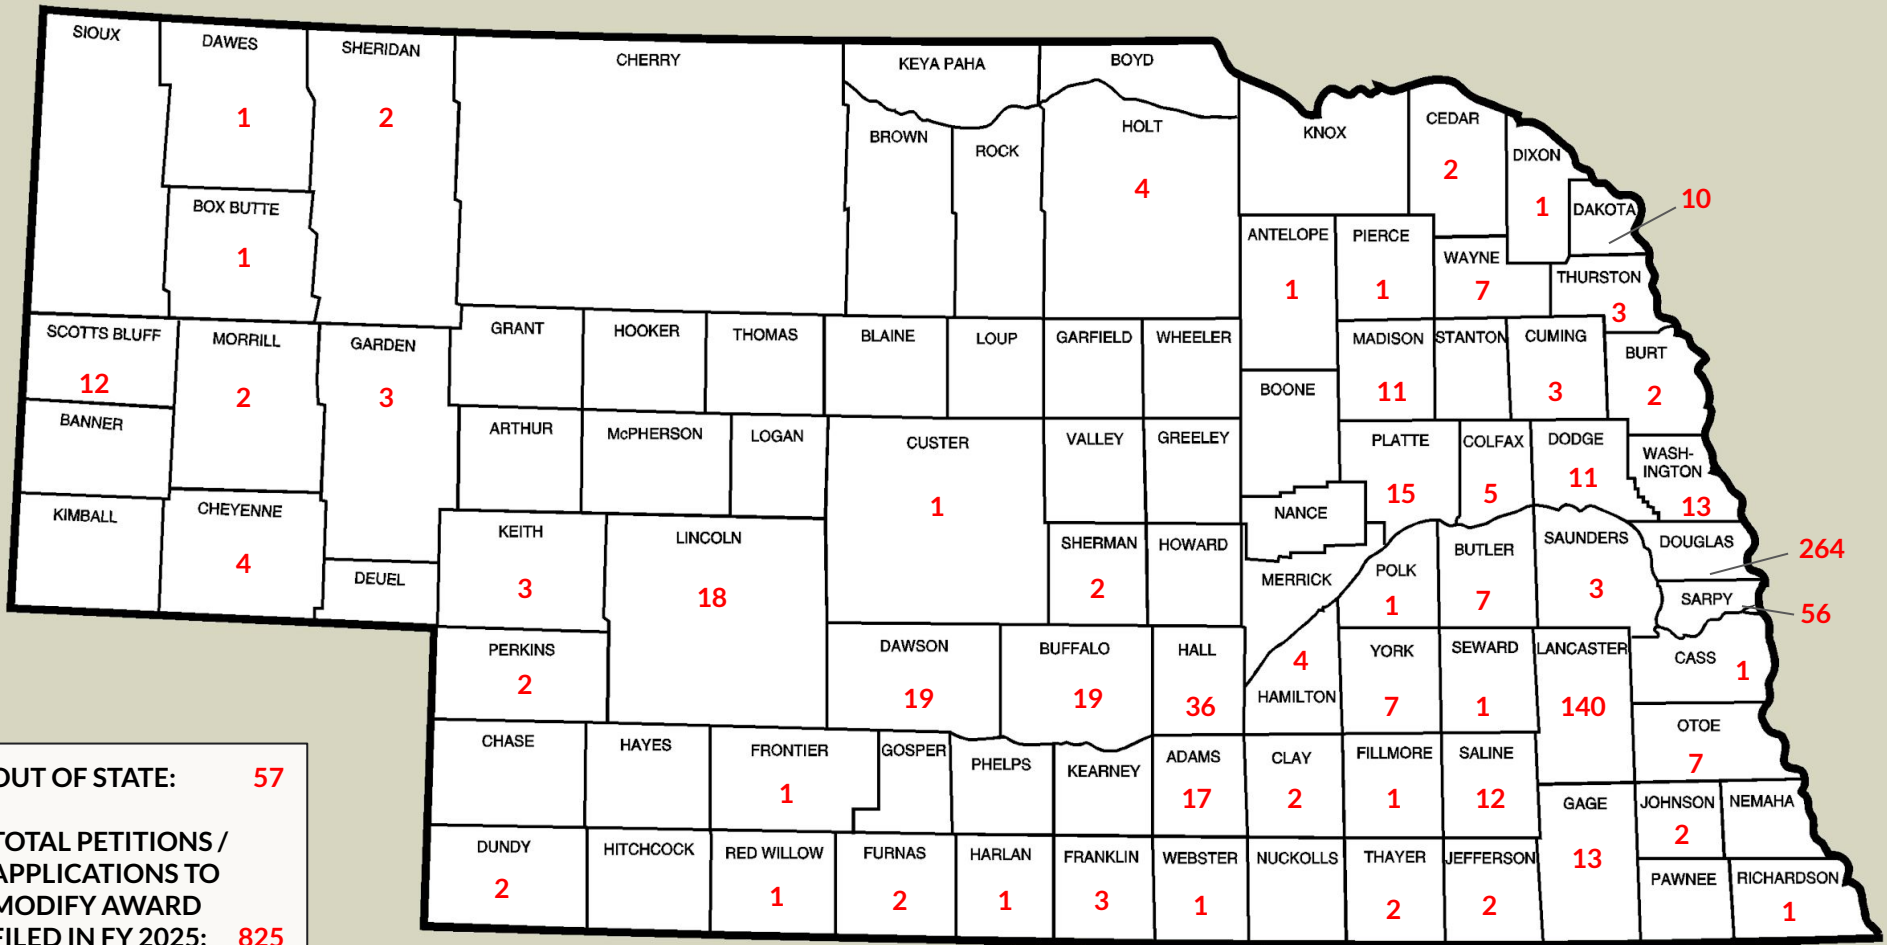 SIOUX
DAWES
1
SHERIDAN
2
CHERRY
KEYA PAHA
BOYD
BROWN
ROCK
HOLT
4
KNOX
CEDAR
2
DIXON
1
DAKOTA
10
BOX BUTTE
1
ANTELOPE
1
PIERCE
1
WAYNE
7
THURSTON
3
SCOTTS BLUFF
12
MORRILL
2
GARDEN
3
GRANT
HOOKER
THOMAS
BLAINE
LOUP
GARFIELD
WHEELER
BOONE
MADISON
11
STANTON
CUMING
3
BURT
2
BANNER
ARTHUR
McPHERSON
LOGAN
CUSTER
1
VALLEY
GREELEY
NANCE
PLATTE
15
COLFAX
5
DODGE
11
WASH-
INGTON
13
KIMBALL
CHEYENNE
4
DEUEL
KEITH
3
LINCOLN
18
SHERMAN
2
HOWARD
MERRICK
POLK
1
BUTLER
7
SAUNDERS
3
DOUGLAS
264
SARPY
56
PERKINS
2
DAWSON
19
BUFFALO
19
HALL
36
4
HAMILTON
YORK
7
SEWARD
1
LANCASTER
140
CASS
1
OTOE
7
CHASE
HAYES
FRONTIER
1
GOSPER
PHELPS
KEARNEY
ADAMS
17
CLAY
2
FILLMORE
1
SALINE
12
GAGE
13
JOHNSON
2
NEMAHA
DUNDY
2
HITCHCOCK
RED WILLOW
1
FURNAS
2
HARLAN
1
FRANKLIN
3
WEBSTER
1
NUCKOLLS
THAYER
2
JEFFERSON
2
PAWNEE
RICHARDSON
1
OUT OF STATE: 57
TOTAL PETITIONS /
APPLICATIONS TO
MODIFY AWARD
FILED IN FY 2025: 825